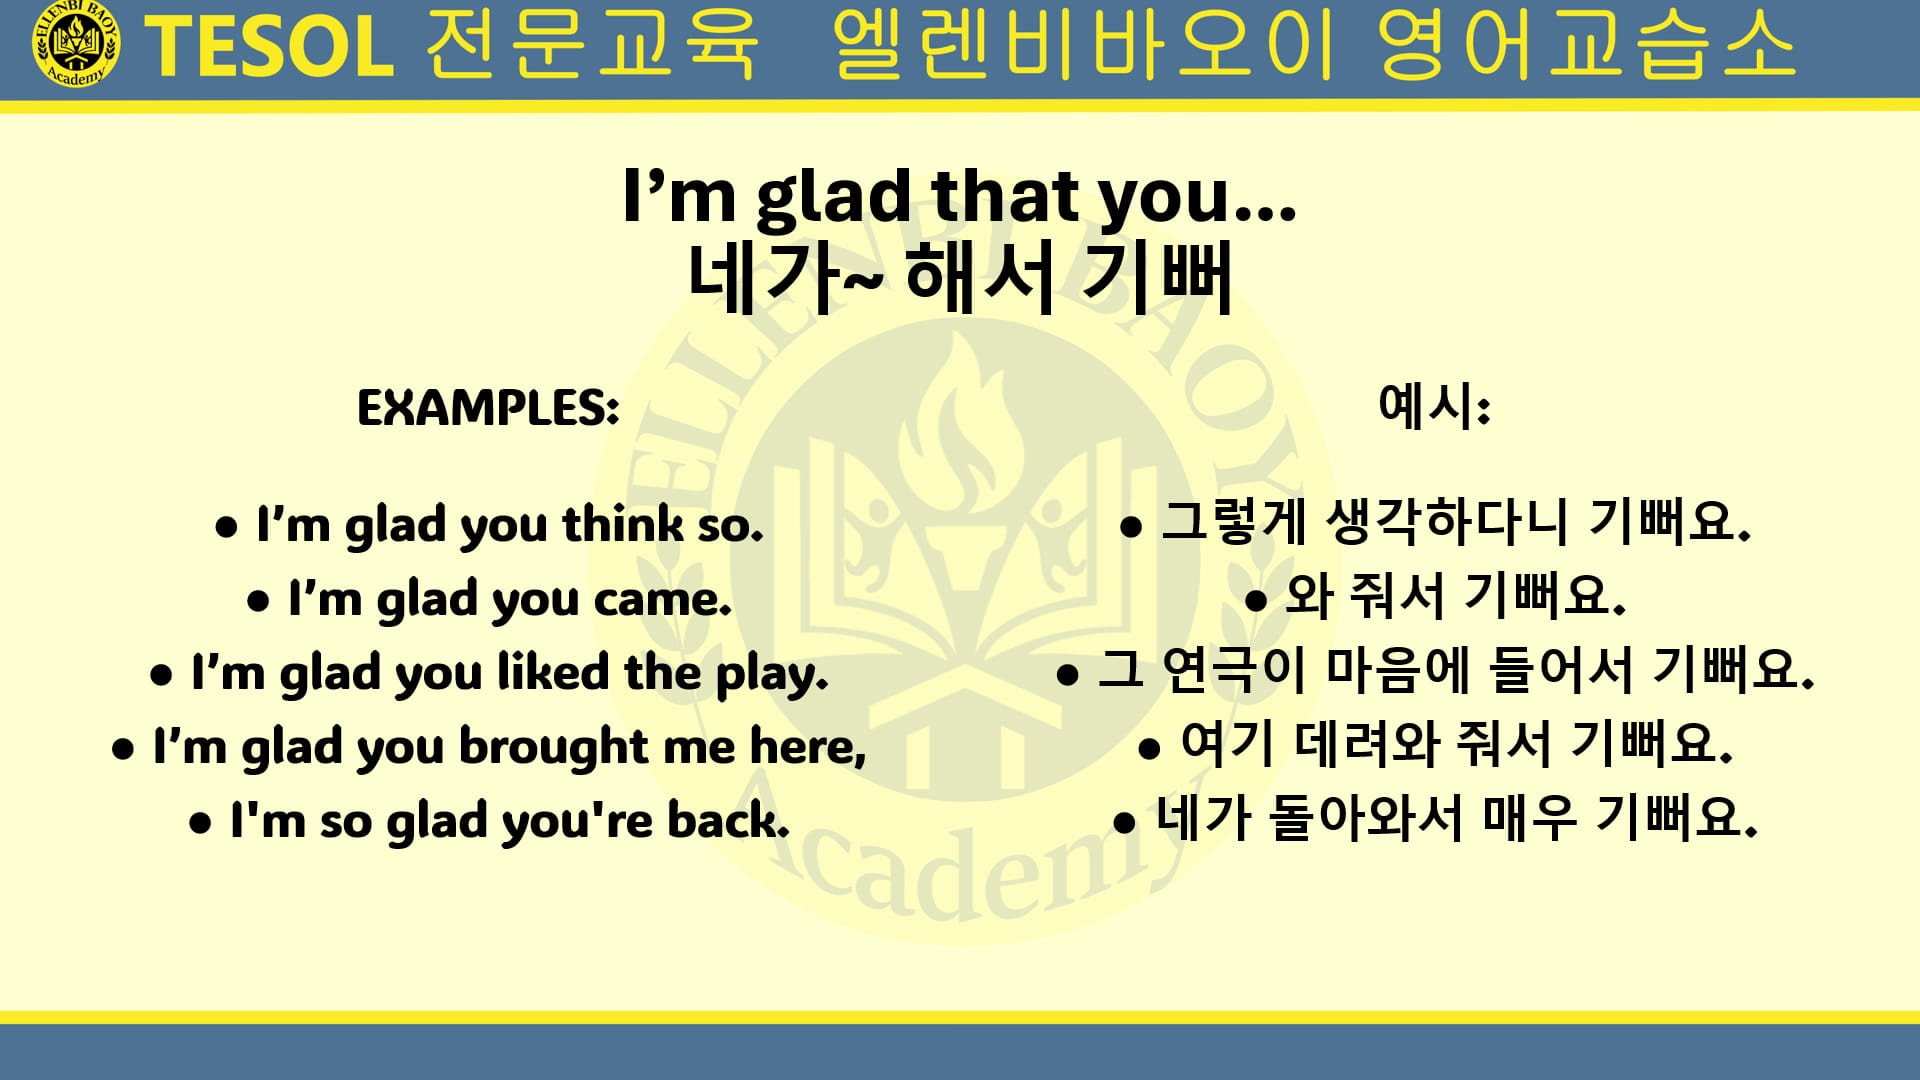 ELLENBI BAOY
Academy
TESOL 전문교육 엘렌비바오이 영어교습소
I’m glad that you...
네가~ 해서 기뻐
EXAMPLES:
• I’m glad you think so.
• I’m glad you came.
• I’m glad you liked the play.
• I’m glad you brought me here,
• I'm so glad you're back.
예시:
• 그렇게 생각하다니 기뻐요.
• 와 줘서 기뻐요.
• 그 연극이 마음에 들어서 기뻐요.
• 여기 데려와 줘서 기뻐요.
• 네가 돌아와서 매우 기뻐요.
ELLENBI BAOY
Academy